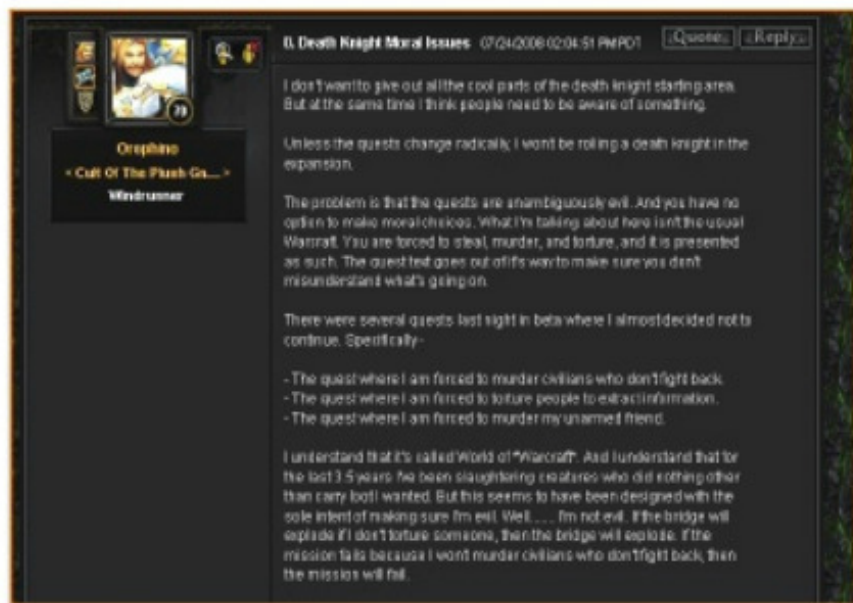 0. Death Knight Moral Issues 07/24/2008 02:04:51 PM PDT Quote Reply
70
Orephino
< Cult Of The Plush Gn... >
Windrunner
I don't want to give out all the cool parts of the death knight starting area.
But at the same time I think people need to be aware of something.
Unless the quests change radically, I won't be rolling a death knight in the
expansion.
The problem is that the quests are unambiguously evil. And you have no
option to make moral choices. What I'm talking about here isn't the usual
Warcraft. You are forced to steal, murder, and torture, and it is presented
as such. The quest text goes out of it's way to make sure you don't
misunderstand what's going on.
There were several quests last night in beta where I almost decided not to
continue. Specifically-
- The quest where I am forced to murder civilians who don't fight back.
- The quest where I am forced to torture people to extract information.
- The quest where I am forced to murder my unarmed friend.
I understand that it's called World of *Warcraft*. And I understand that for
the last 3.5 years I've been slaughtering creatures who did nothing other
than carry loot I wanted. But this seems to have been designed with the
sole intent of making sure I'm evil. Well...... I'm not evil. If the bridge will
explode if I don't torture someone, then the bridge will explode. If the
mission fails because I won't murder civilians who don't fight back, then
the mission will fail.